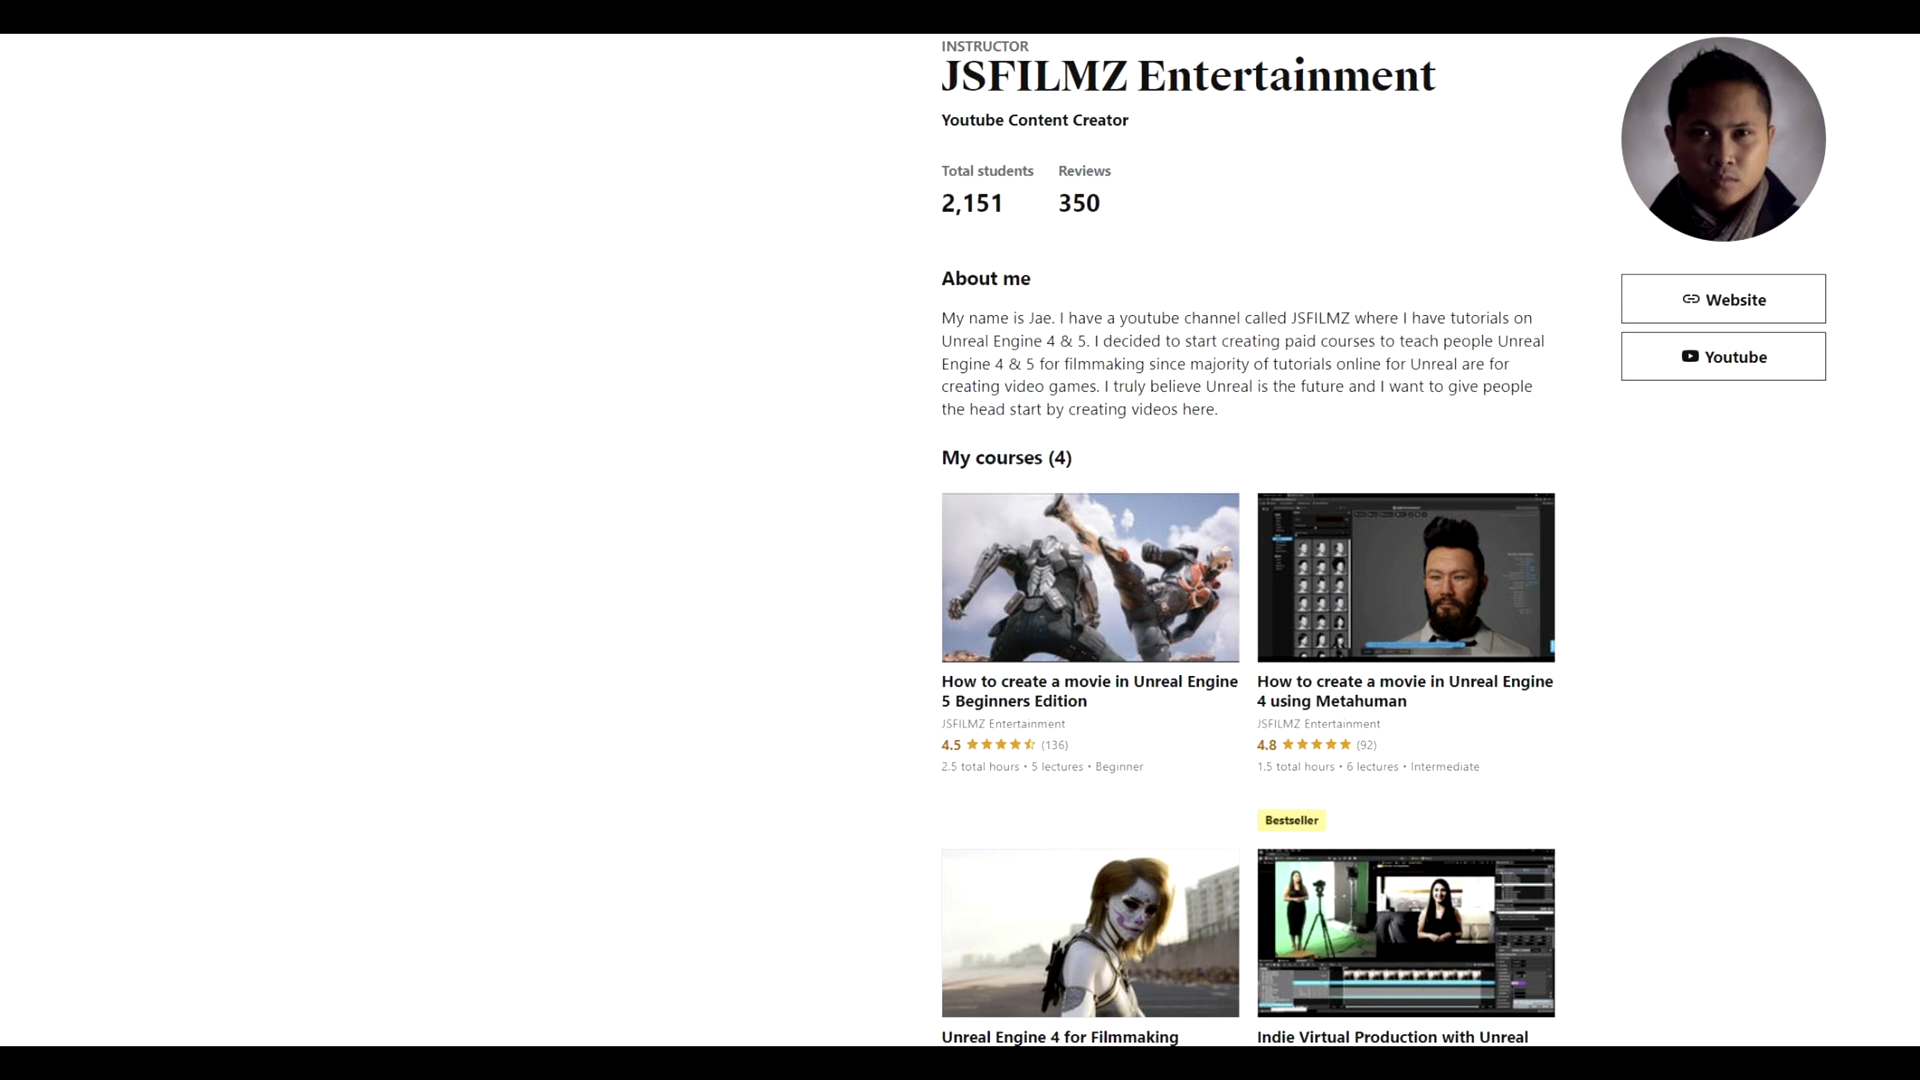 INSTRUCTOR
JSFILMZ Entertainment
Youtube Content Creator
Total students Reviews
2,151 350
About me
My name is Jae. I have a youtube channel called JSFILMZ where I have tutorials on
Unreal Engine 4 & 5. I decided to start creating paid courses to teach people Unreal
Engine 4 & 5 for filmmaking since majority of tutorials online for Unreal are for
creating video games. I truly believe Unreal is the future and I want to give people
the head start by creating videos here.
Website
Youtube
My courses (4)
How to create a movie in Unreal Engine
5 Beginners Edition
JSFILMZ Entertainment
4.5 (136)
2.5 total hours • 5 lectures • Beginner
How to create a movie in Unreal Engine
4 using Metahuman
JSFILMZ Entertainment
4.8 (92)
1.5 total hours • 6 lectures • Intermediate
Bestseller
Unreal Engine 4 for Filmmaking
Indie Virtual Production with Unreal